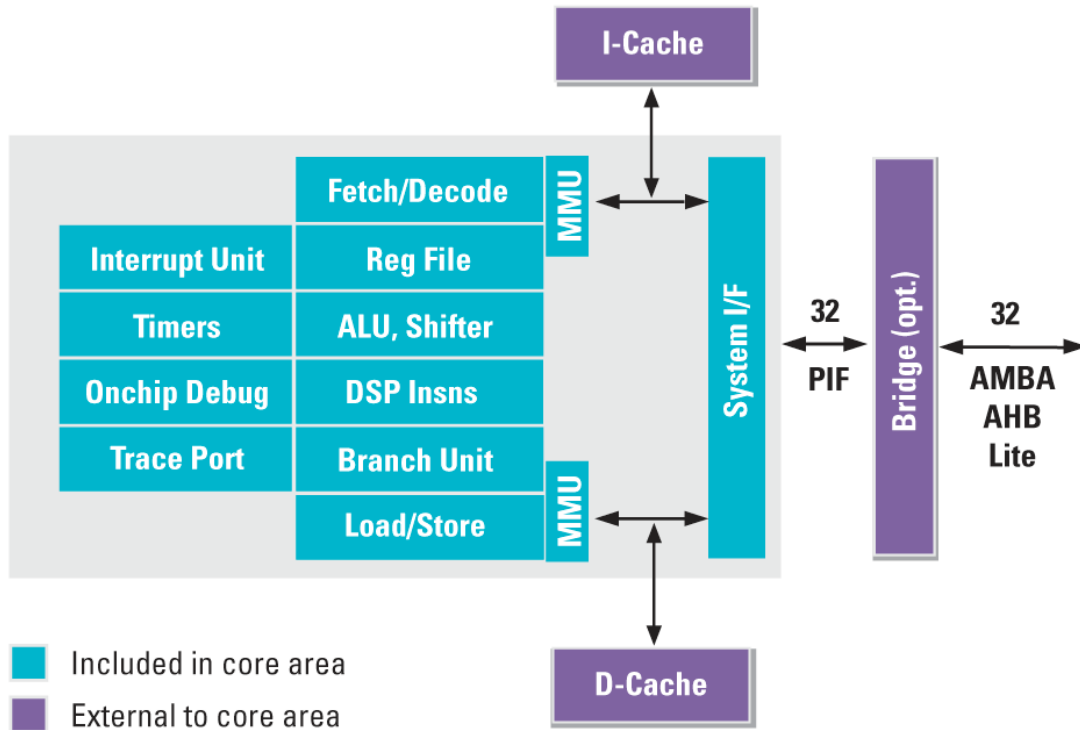 I-Cache
Fetch/Decode
MMU
Interrupt Unit
Reg File
Timers
ALU, Shifter
Onchip Debug
DSP Insns
Trace Port
Branch Unit
Load/Store
MMU
System I/F
32
PIF
Bridge (opt.)
32
AMBA
AHB
Lite
D-Cache
Included in core area
External to core area